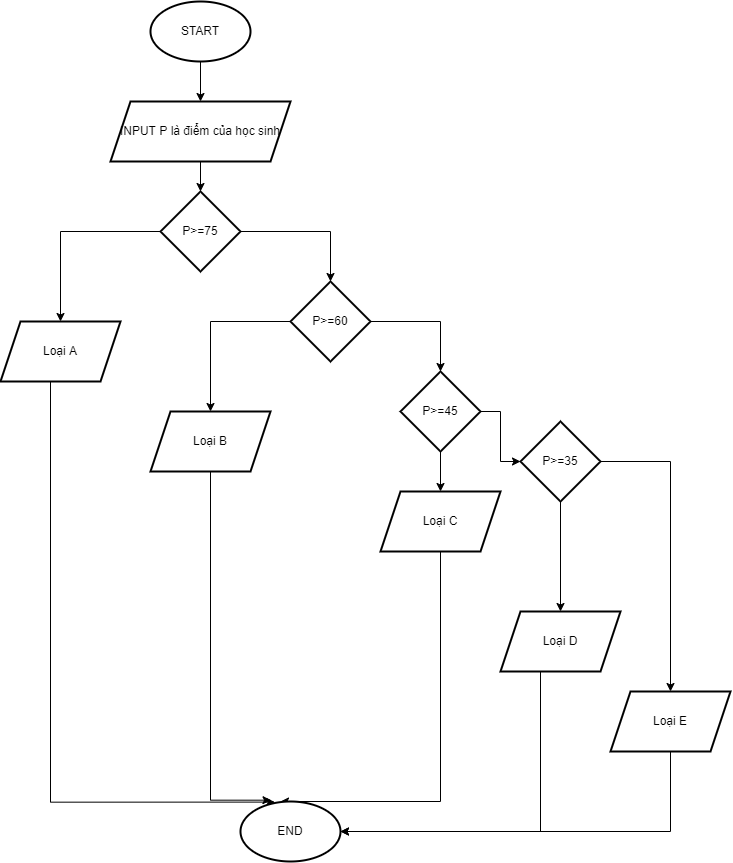 START
INPUT P là điểm của học sinh
P>=75
P>=60
Loại A
P>=45
Loại B
P>=35
Loại C
Loại D
Loại E
END